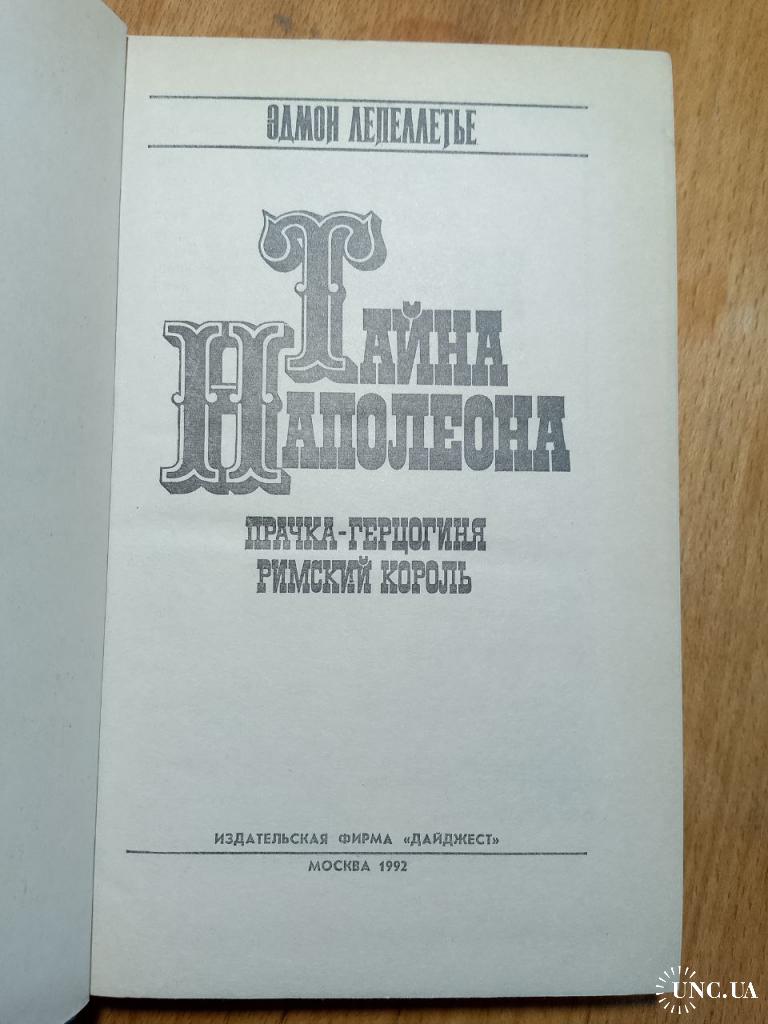 ЭДМОН ЛЕПЕЛЛЕТЬЕ
ТАЙНА
НАПОЛЕОНА
ПРАЧКА-ГЕРЦОГИНЯ
РИМСКИЙ КОРОЛЬ
ИЗДАТЕЛЬСКАЯ ФИРМА «ДАЙДЖЕСТ»
МОСКВА 1992
UNC.UA